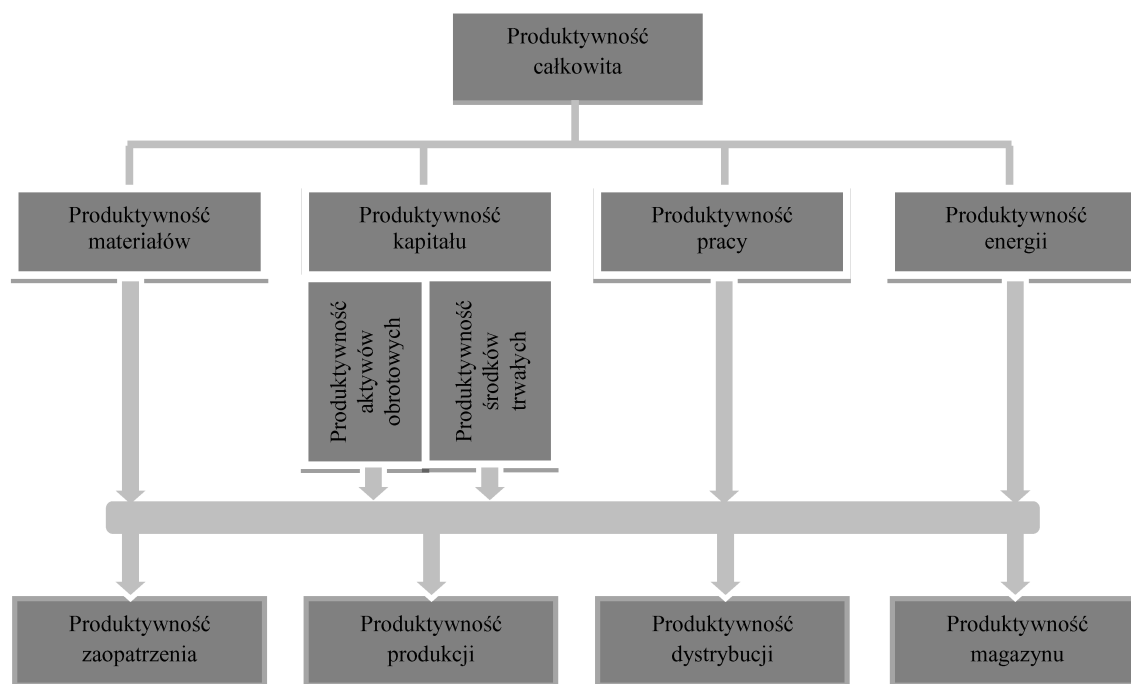 Produktywność
całkowita
Produktywność
materiałów
Produktywność
kapitału
Produktywność
pracy
Produktywność
energii
Produktywność
aktywów
obrotowych
Produktywność
środków
trwałych
Produktywność
zaopatrzenia
Produktywność
produkcji
Produktywność
dystrybucji
Produktywność
magazynu